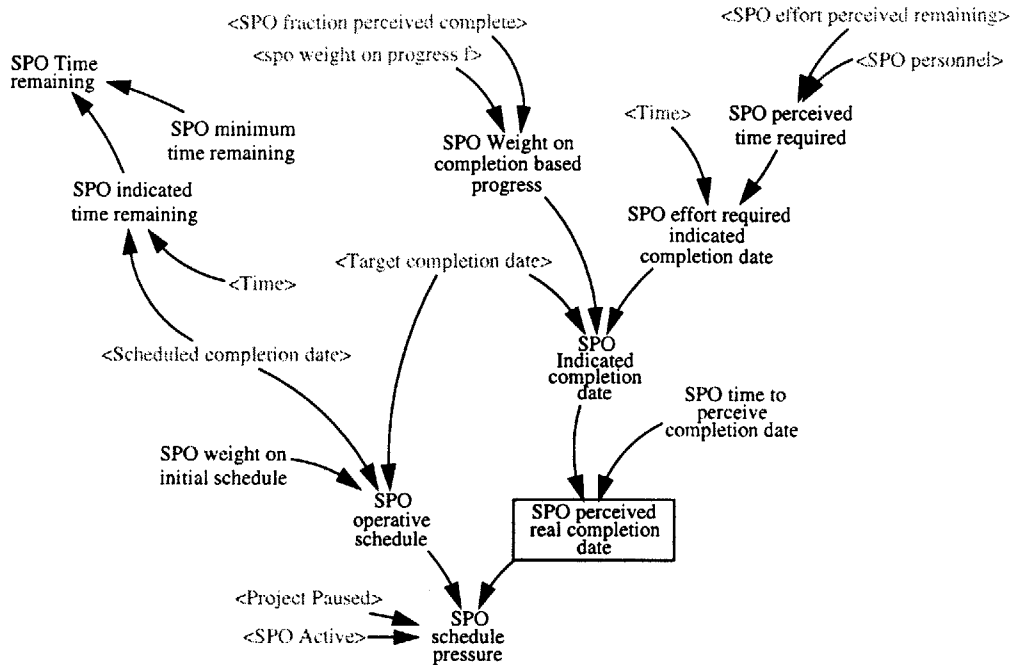 <SPO fraction perceived complete>
<spo weight on progress f>
<SPO effort perceived remaining>
<SPO personnel>
SPO Time
remaining
SPO minimum
time remaining
<Time>
SPO perceived
time required
SPO Weight on
completion based
progress
SPO indicated
time remaining
SPO effort required
indicated
completion date
<Target completion date>
<Time>
<Scheduled complerion date>
SPO
Indicated
completion
date
SPO time to
perceive
completion date
SPO weight on
initial schedule
SPO
operative
schedule
SPO perceived
real completion
date
<Project Paused>
<SPO Active>
SPO
schedule
pressure